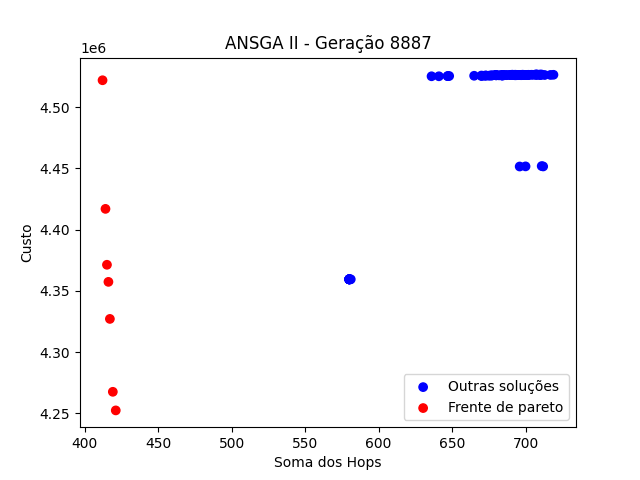 ANSGA II - Geração 8887
1e6
4.50
4.45
4.40
4.35
4.30
4.25
Custo
400 450 500 550 600 650 700
Soma dos Hops
Outras soluções
Frente de pareto